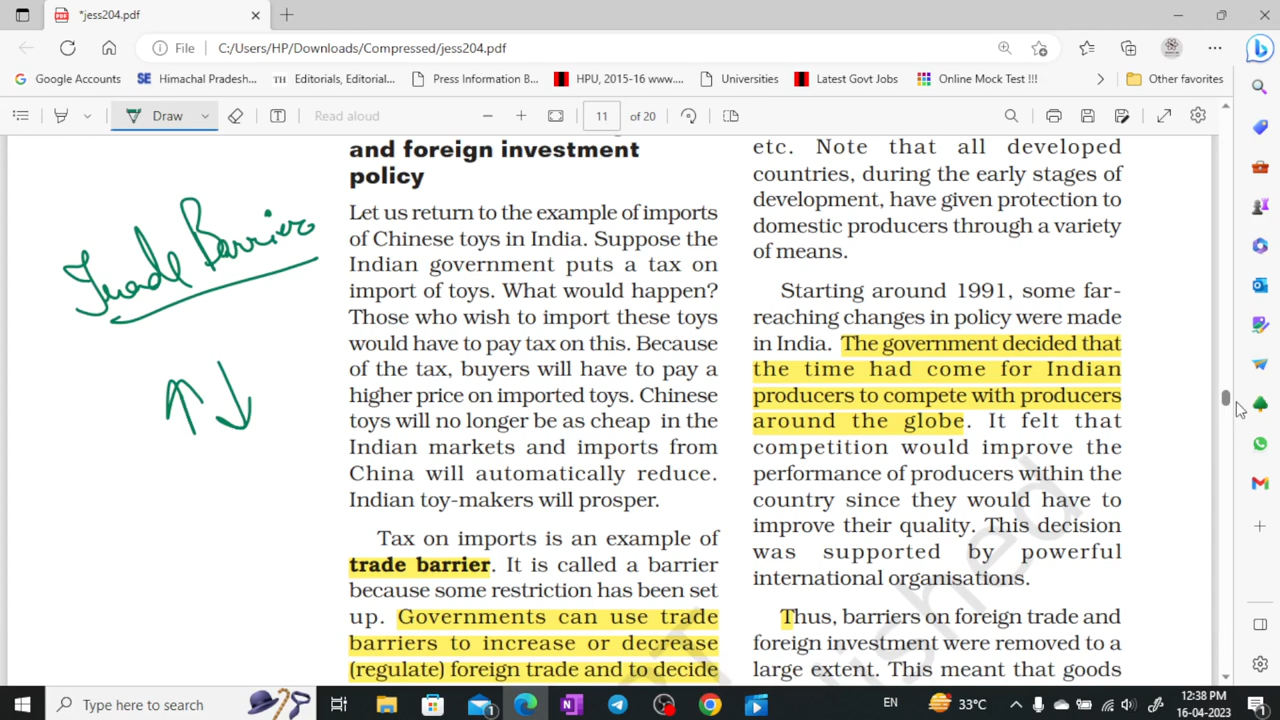 *jess204.pdf
File C:/Users/HP/Downloads/Compressed/jess204.pdf
Google Accounts SE Himachal Pradesh... TH Editorials, Editorial... Press Information B... HPU, 2015-16 www.... Universities Latest Govt Jobs Online Mock Test !!! Other favorites
Draw Read aloud 11 of 20
and foreign investment
policy
Let us return to the example of imports
of Chinese toys in India. Suppose the
Indian government puts a tax on
import of toys. What would happen?
Those who wish to import these toys
would have to pay tax on this. Because
of the tax, buyers will have to pay a
higher price on imported toys. Chinese
toys will no longer be as cheap in the
Indian markets and imports from
China will automatically reduce.
Indian toy-makers will prosper.
Tax on imports is an example of
trade barrier. It is called a barrier
because some restriction has been set
up. Governments can use trade
barriers to increase or decrease
(regulate) foreign trade and to decide
Trade Barriers
etc. Note that all developed
countries, during the early stages of
development, have given protection to
domestic producers through a variety
of means.
Starting around 1991, some far-
reaching changes in policy were made
in India. The government decided that
the time had come for Indian
producers to compete with producers
around the globe. It felt that
competition would improve the
performance of producers within the
country since they would have to
improve their quality. This decision
was supported by powerful
international organisations.
Thus, barriers on foreign trade and
foreign investment were removed to a
large extent. This meant that goods
blished
Type here to search
1
EN
33°C
12:38 PM
16-04-2023
1